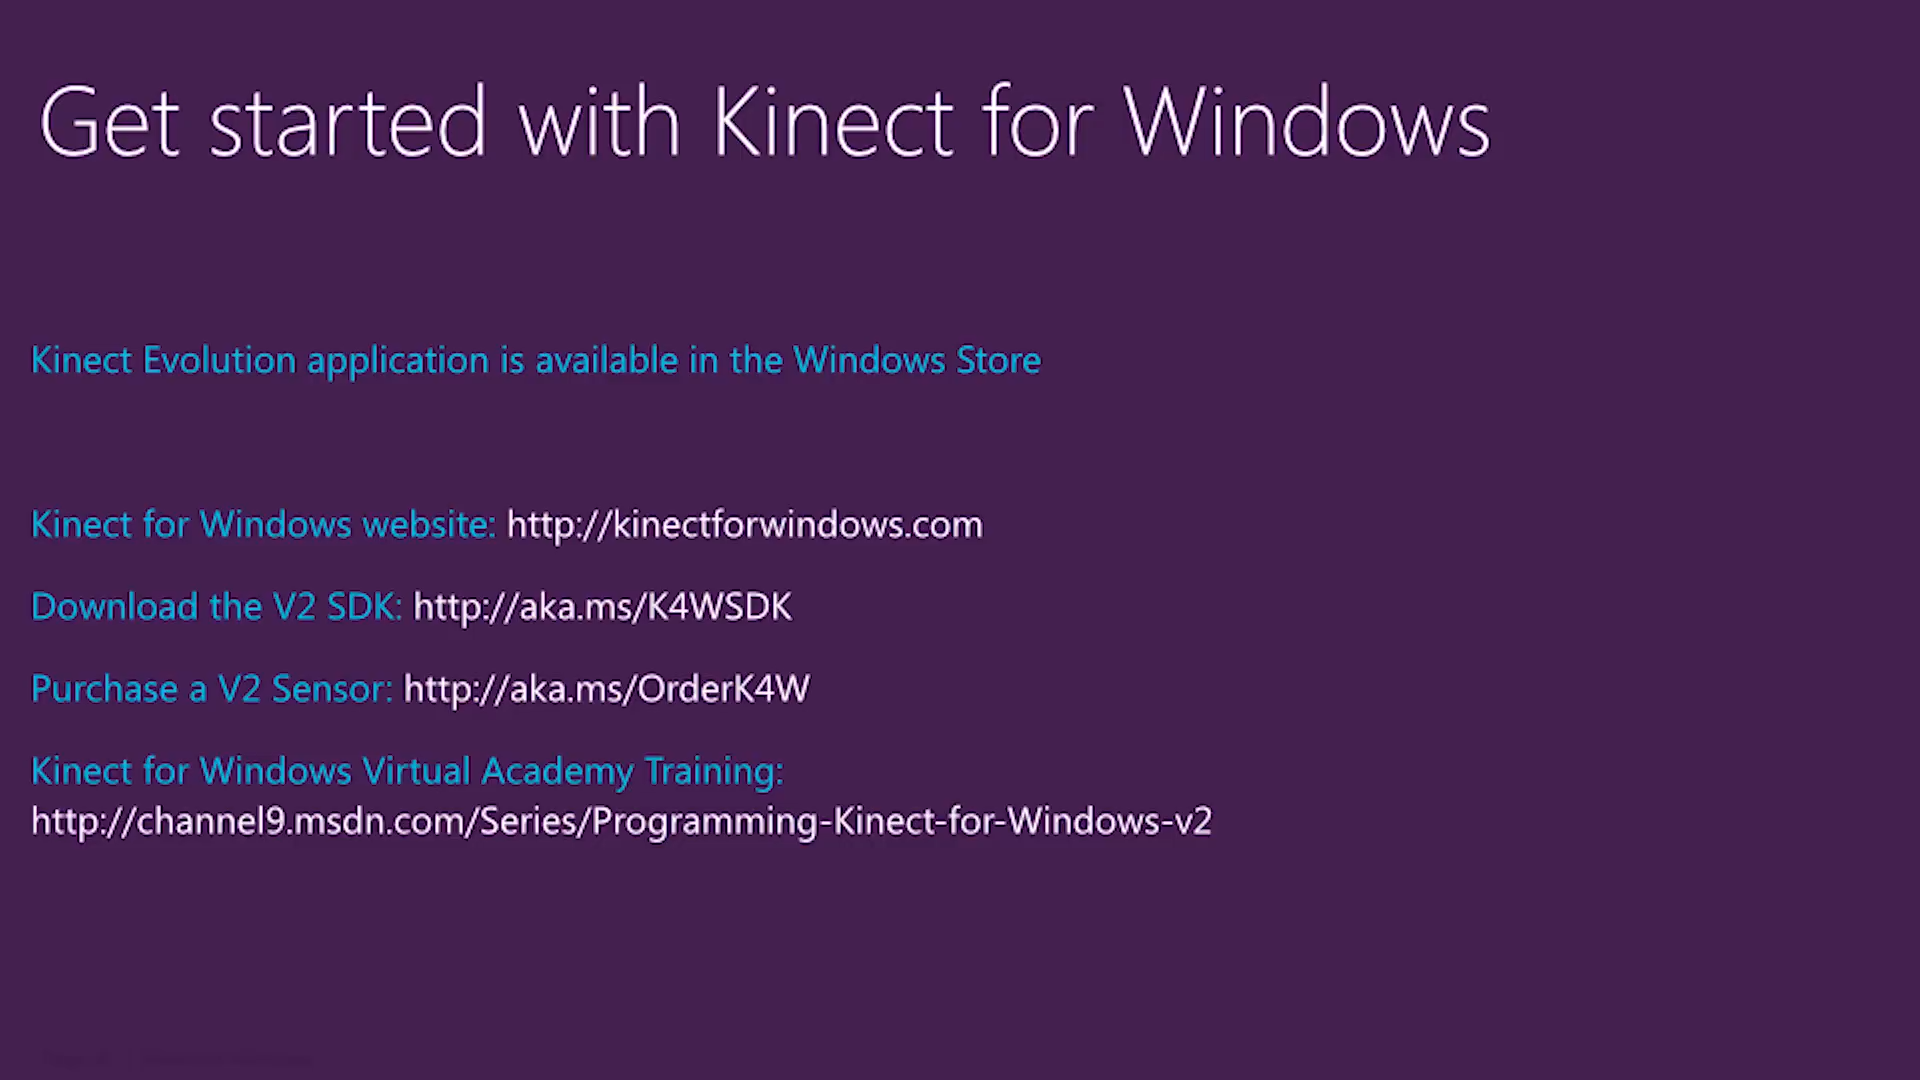 Get started with Kinect for Windows
Kinect Evolution application is available in the Windows Store
Kinect for Windows website: http://kinectforwindows.com
Download the V2 SDK: http://aka.ms/K4WSDK
Purchase a V2 Sensor: http://aka.ms/OrderK4W
Kinect for Windows Virtual Academy Training:
http://channel9.msdn.com/Series/Programming-Kinect-for-Windows-v2